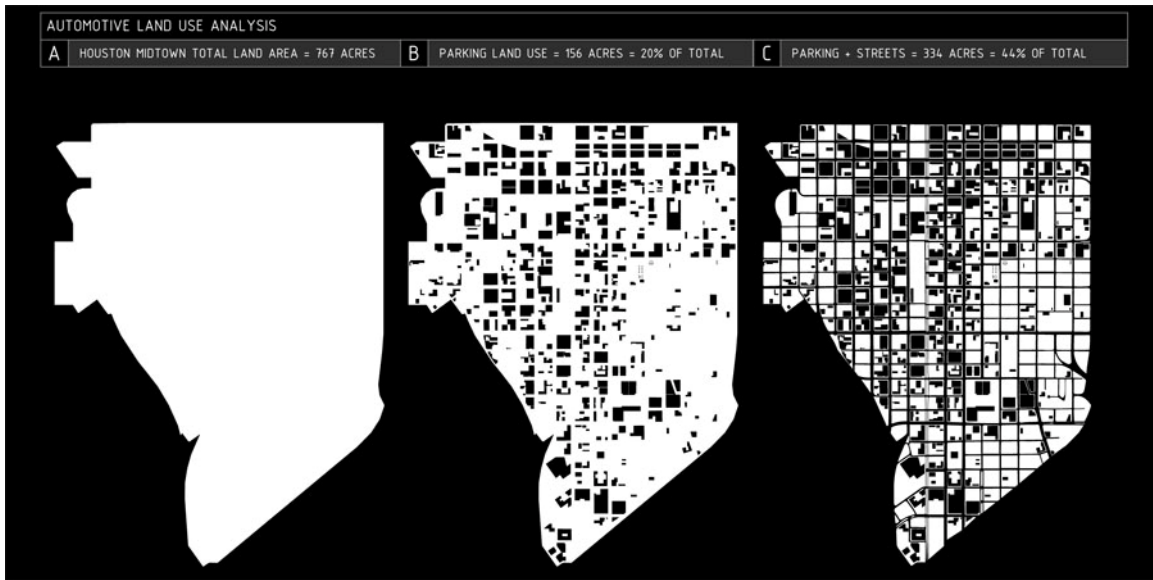 AUTOMOTIVE LAND USE ANALYSIS
A HOUSTON MIDTOWN TOTAL LAND AREA = 767 ACRES
B PARKING LAND USE = 156 ACRES = 20% OF TOTAL
C PARKING + STREETS = 334 ACRES = 44% OF TOTAL